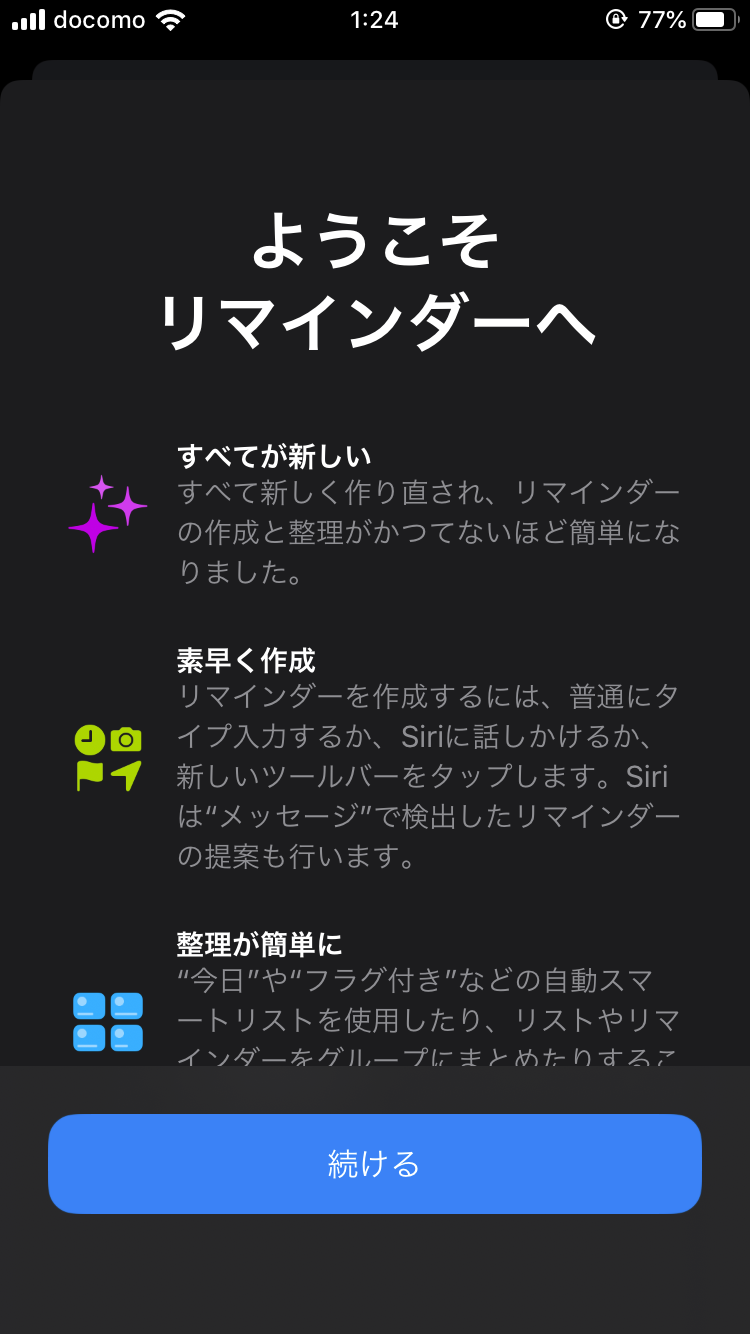 docomo 1:24 77%
ようこそ
リマインダーへ
すべてが新しい
すべて新しく作り直され、リマインダー
の作成と整理がかつてないほど簡単にな
りました。
素早く作成
リマインダーを作成するには、普通にタ
イプ入力するか、Siriに話しかけるか、
新しいツールバーをタップします。Siri
は“メッセージ”で検出したリマインダー
の提案も行います。
整理が簡単に
“今日”や“フラグ付き”などの自動スマ
ートリストを使用したり、リストやリマ
インダーをグループにまとめたりするこ
続ける